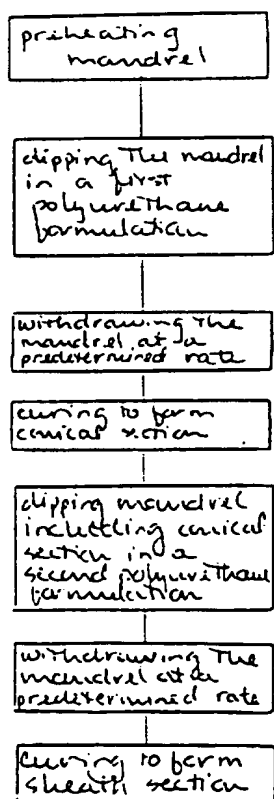 preheating
mandrel
dipping the mandrel
in a first
polyurethane
formulation
withdrawing the
mandrel at a
predetermined rate
curing to form
conical section
dipping mandrel
including conical
section in a
second polyurethane
formulation
withdrawing the
mandrel at a
predetermined rate
curing to form
sheath section